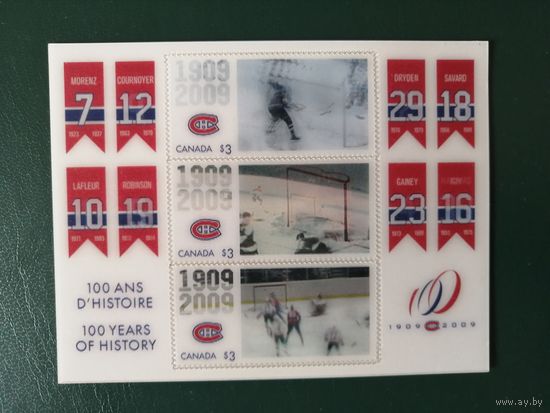 MORENZ
7
1923 1937
COURNOYER
12
1963 1979
LAFLEUR
10
1971 1985
ROBINSON
19
1909
2009
CANADA $3
1909
2009
CANADA $3
1909
2009
CANADA $3
DRYDEN
29
SAVARD
18
GAINEY
23
16
100 ANS
D'HISTOIRE
100 YEARS
OF HISTORY
100
1909 2009
www.ay.by